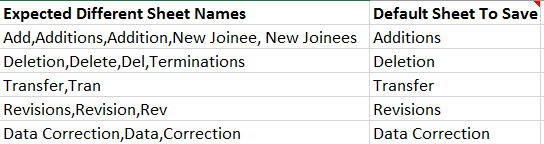 Expected Different Sheet Names Default Sheet To Save
Add,Additions,Addition,New Joinee, New Joinees Additions
Deletion,Delete,Del,Terminations Deletion
Transfer,Tran Transfer
Revisions,Revision,Rev Revisions
Data Correction,Data,Correction Data Correction